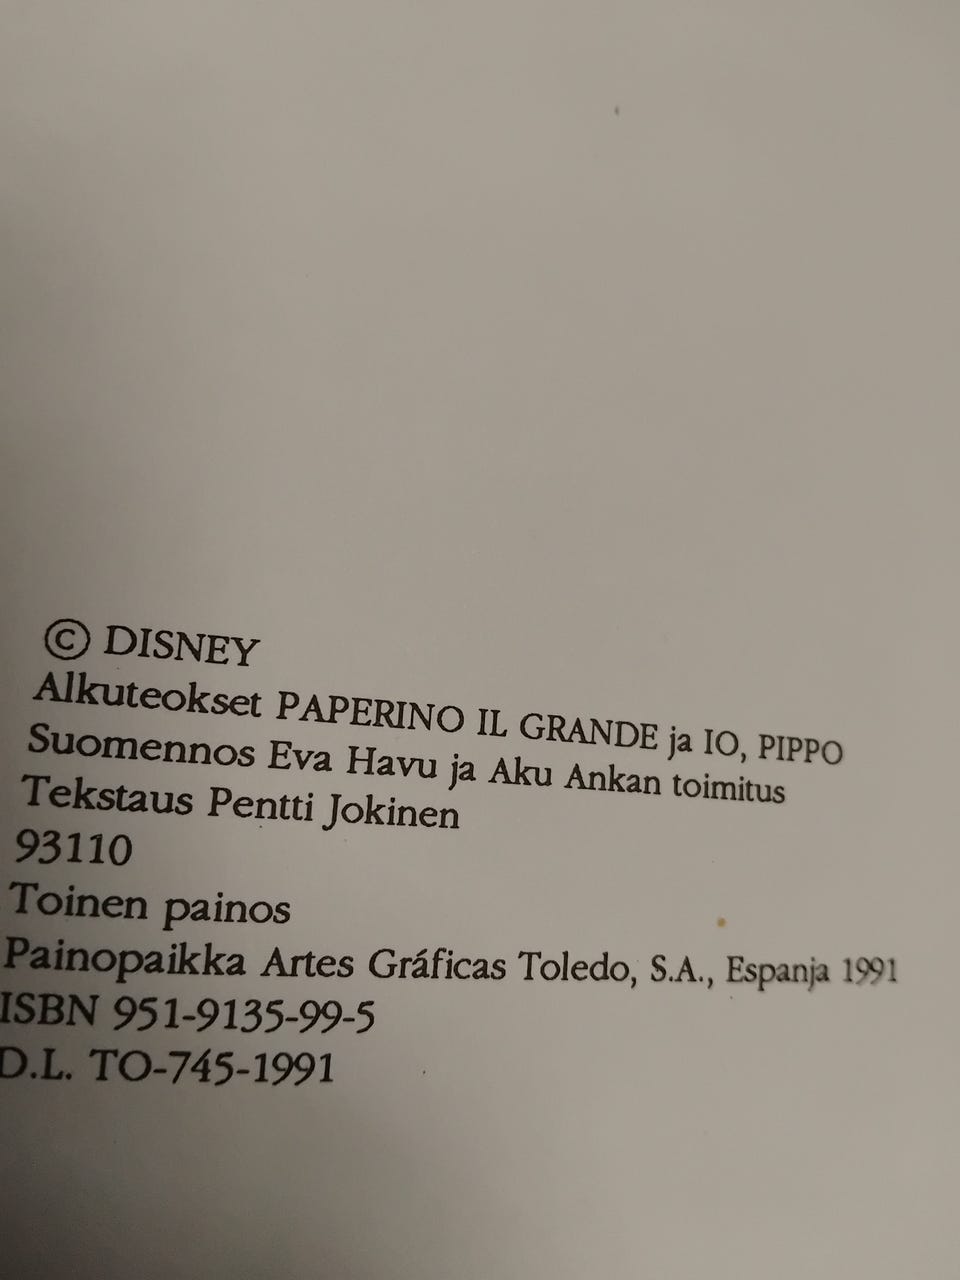 © DISNEY
Alkuteokset PAPERINO IL GRANDE ja IO, PIPPO
Suomennos Eva Havu ja Aku Ankan toimitus
Tekstaus Pentti Jokinen
93110
Toinen painos
Painopaikka Artes Gráficas Toledo, S.A., Espanja 1991
ISBN 951-9135-99-5
D.L. TO-745-1991